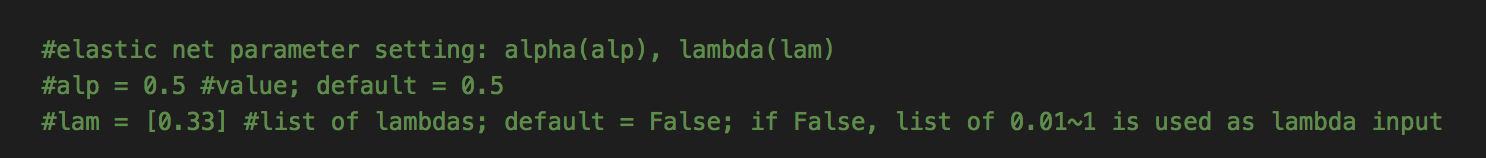 #elastic net parameter setting: alpha(alp), lambda(lam)
#alp = 0.5 #value; default = 0.5
#lam = [0.33] #list of lambdas; default = False; if False, list of 0.01~1 is used as lambda input